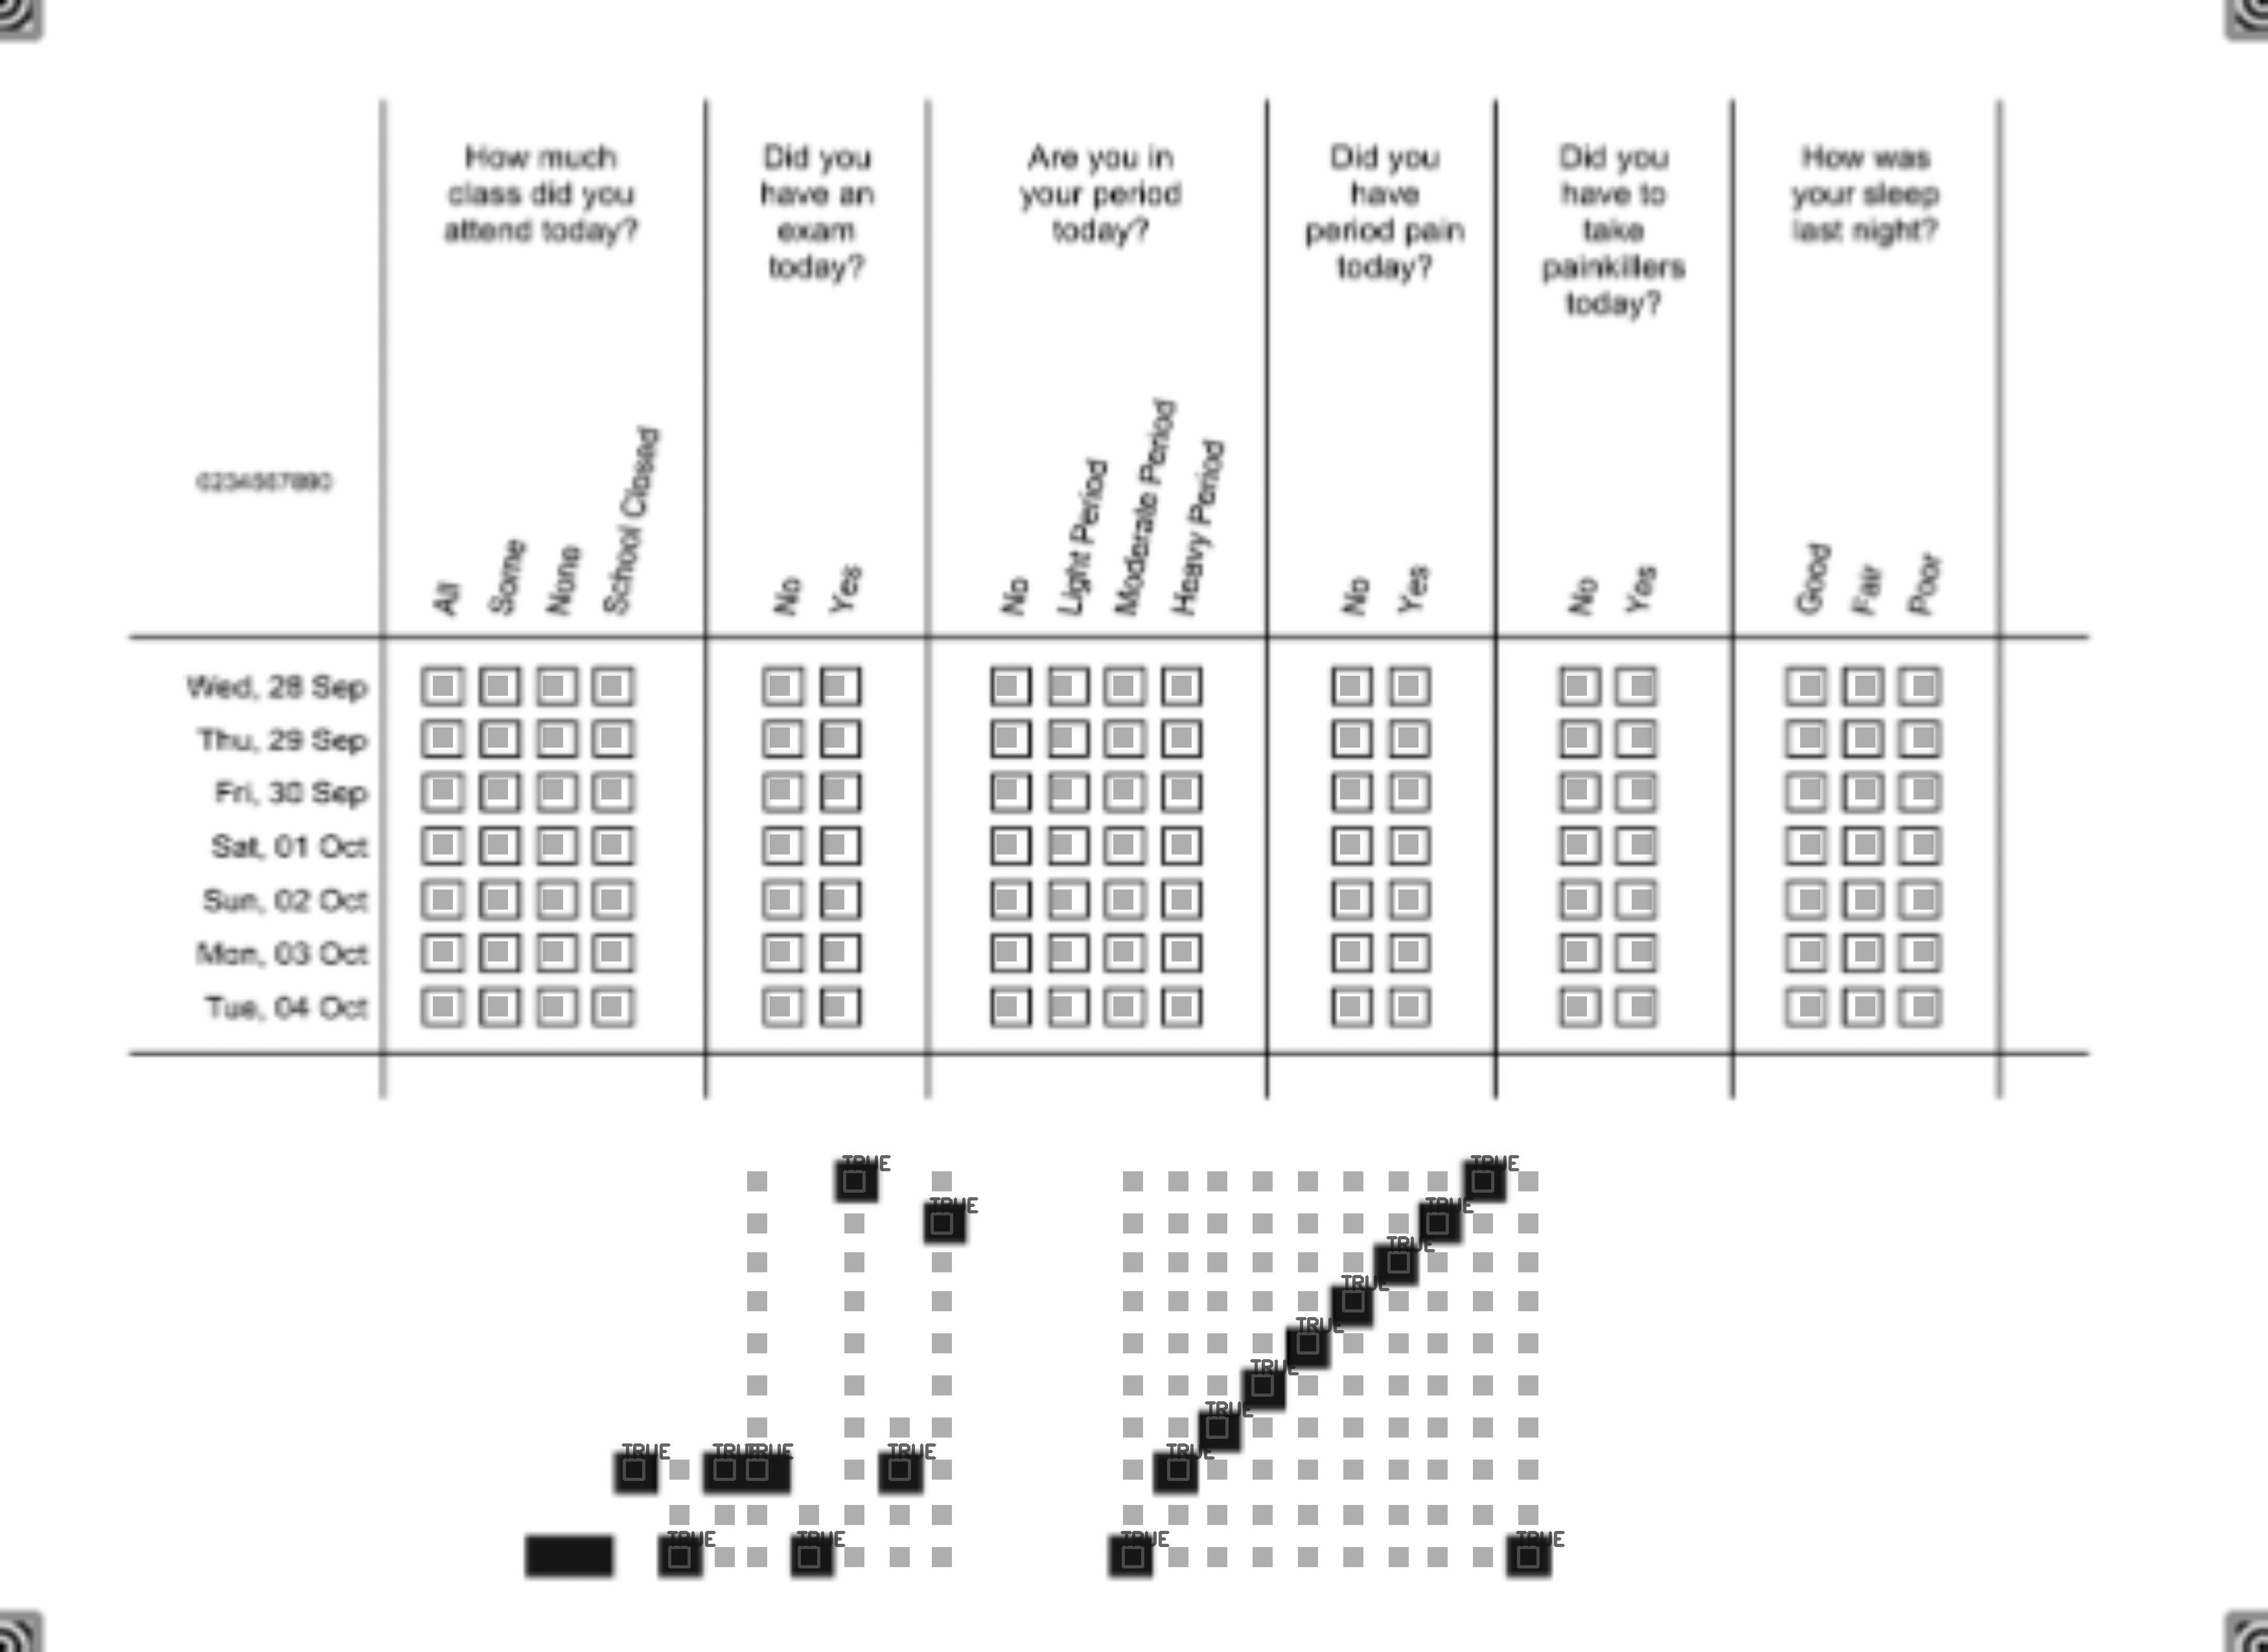 How much
class did you
attend today?
Did you
have an
exam
today?
Are you in
your period
today?
Did you
have
period pain
today?
Did you
have to
take
painkillers
today?
How was
your sleep
last night?
0234567890
All
Some
None
School Closed
No
Yes
No
Light Period
Moderate Period
Heavy Period
No
Yes
No
Yes
Good
Fair
Poor
Wed, 28 Sep
Thu, 29 Sep
Fri, 30 Sep
Sat, 01 Oct
Sun, 02 Oct
Mon, 03 Oct
Tue, 04 Oct
TRUE TRUE
TRUE TRUE
TRUE
TRUE
TRUE
TRUE
TRUE
TRUE TRUE TRUE TRUE TRUE
TRUE TRUE TRUE TRUE